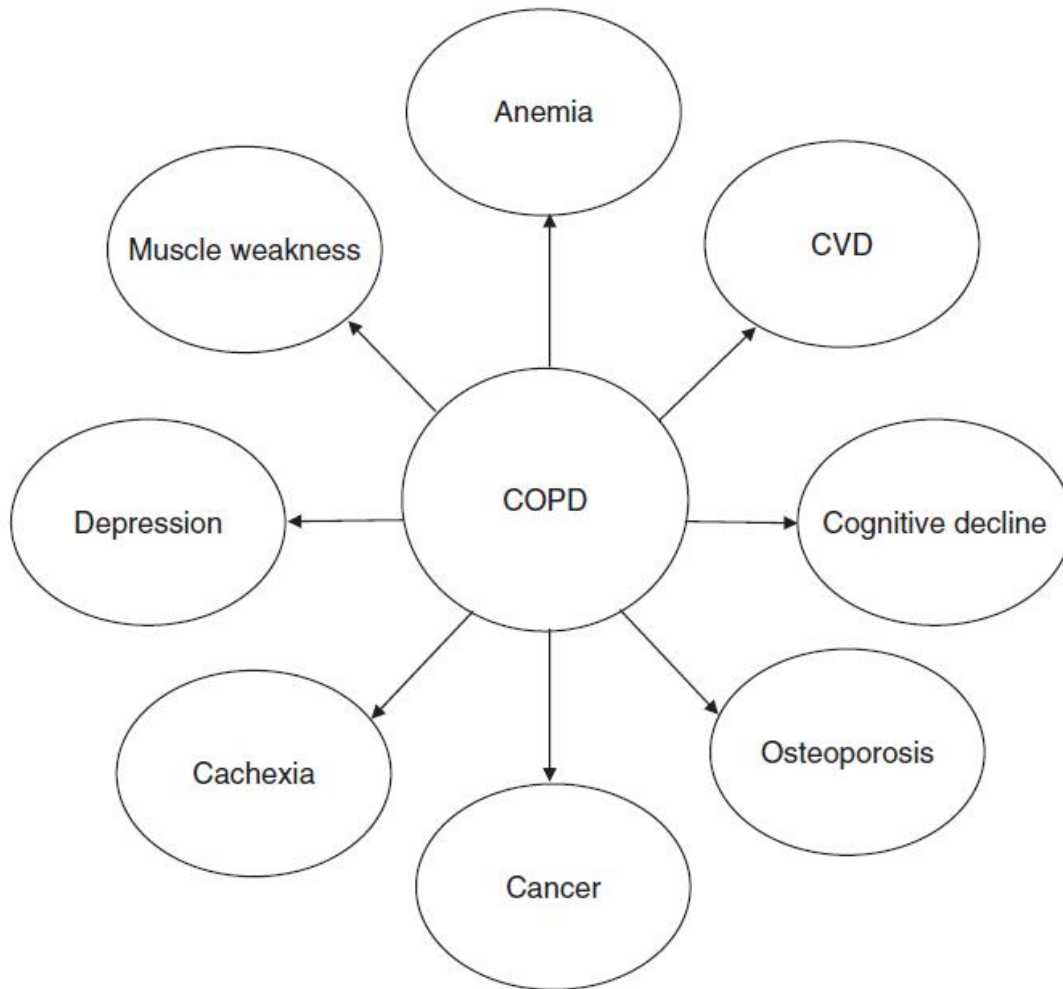 Anemia
Muscle weakness
CVD
COPD
Depression
Cognitive decline
Osteoporosis
Cachexia
Cancer